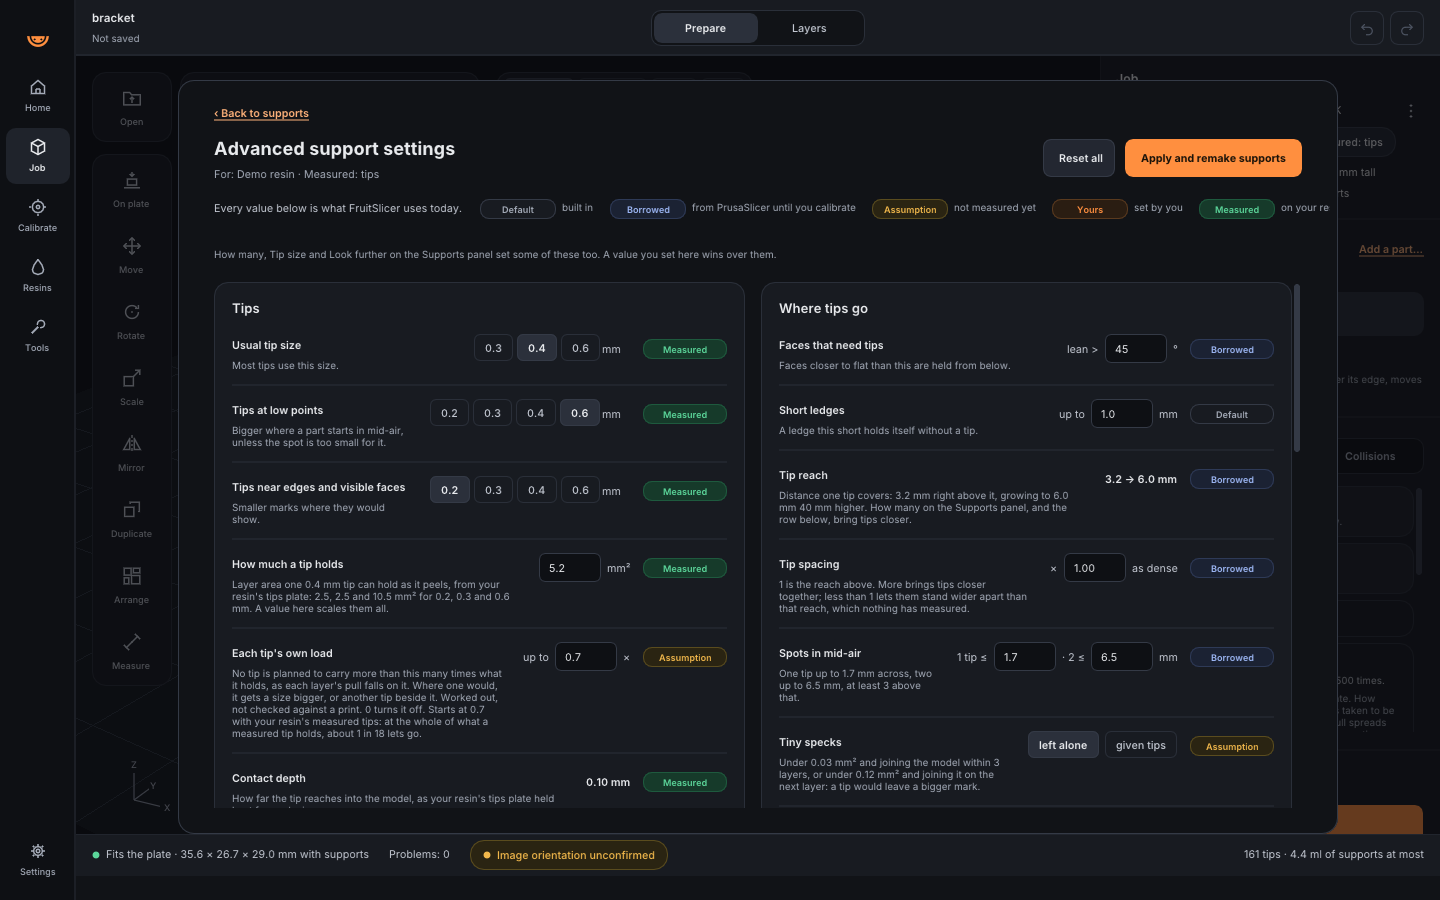 bracket
Not saved
Prepare
Layers
Home
Job
Calibrate
Resins
Tools
Settings
Open
On plate
Move
Rotate
Scale
Mirror
Duplicate
Arrange
Measure
Z
Y
X
‹ Back to supports
Advanced support settings
For: Demo resin · Measured: tips
Reset all
Apply and remake supports
Every value below is what FruitSlicer uses today. Default built in Borrowed from PrusaSlicer until you calibrate Assumption not measured yet Yours set by you Measured on your re
How many, Tip size and Look further on the Supports panel set some of these too. A value you set here wins over them.
Tips
Usual tip size 0.3 0.4 0.6 mm Measured
Most tips use this size.
Tips at low points 0.2 0.3 0.4 0.6 mm Measured
Bigger where a part starts in mid-air,
unless the spot is too small for it.
Tips near edges and visible faces 0.2 0.3 0.4 0.6 mm Measured
Smaller marks where they would
show.
How much a tip holds 5.2 mm² Measured
Layer area one 0.4 mm tip can hold as it peels, from your
resin's tips plate: 2.5, 2.5 and 10.5 mm² for 0.2, 0.3 and 0.6
mm. A value here scales them all.
Each tip's own load up to 0.7 × Assumption
No tip is planned to carry more than this many times what
it holds, as each layer's pull falls on it. Where one would,
it gets a size bigger, or another tip beside it. Worked out,
not checked against a print. 0 turns it off. Starts at 0.7
with your resin's measured tips: at the whole of what a
measured tip holds, about 1 in 18 lets go.
Contact depth 0.10 mm Measured
How far the tip reaches into the model, as your resin's tips plate held
Where tips go
Faces that need tips lean > 45 ° Borrowed
Faces closer to flat than this are held from below.
Short ledges up to 1.0 mm Default
A ledge this short holds itself without a tip.
Tip reach 3.2 → 6.0 mm Borrowed
Distance one tip covers: 3.2 mm right above it, growing to 6.0
mm 40 mm higher. How many on the Supports panel, and the
row below, bring tips closer.
Tip spacing × 1.00 as dense Borrowed
1 is the reach above. More brings tips closer
together; less than 1 lets them stand wider apart than
that reach, which nothing has measured.
Spots in mid-air 1 tip ≤ 1.7 · 2 ≤ 6.5 mm Borrowed
One tip up to 1.7 mm across, two
up to 6.5 mm, at least 3 above
that.
Tiny specks left alone given tips Assumption
Under 0.03 mm² and joining the model within 3
layers, or under 0.12 mm² and joining it on the
next layer: a tip would leave a bigger mark.
Job
ured: tips
mm tall
rts
Add a part...
er its edge, moves
Collisions
500 times.
ate. How
s taken to be
ull spreads
Fits the plate · 35.6 × 26.7 × 29.0 mm with supports
Problems: 0
Image orientation unconfirmed
161 tips · 4.4 ml of supports at most